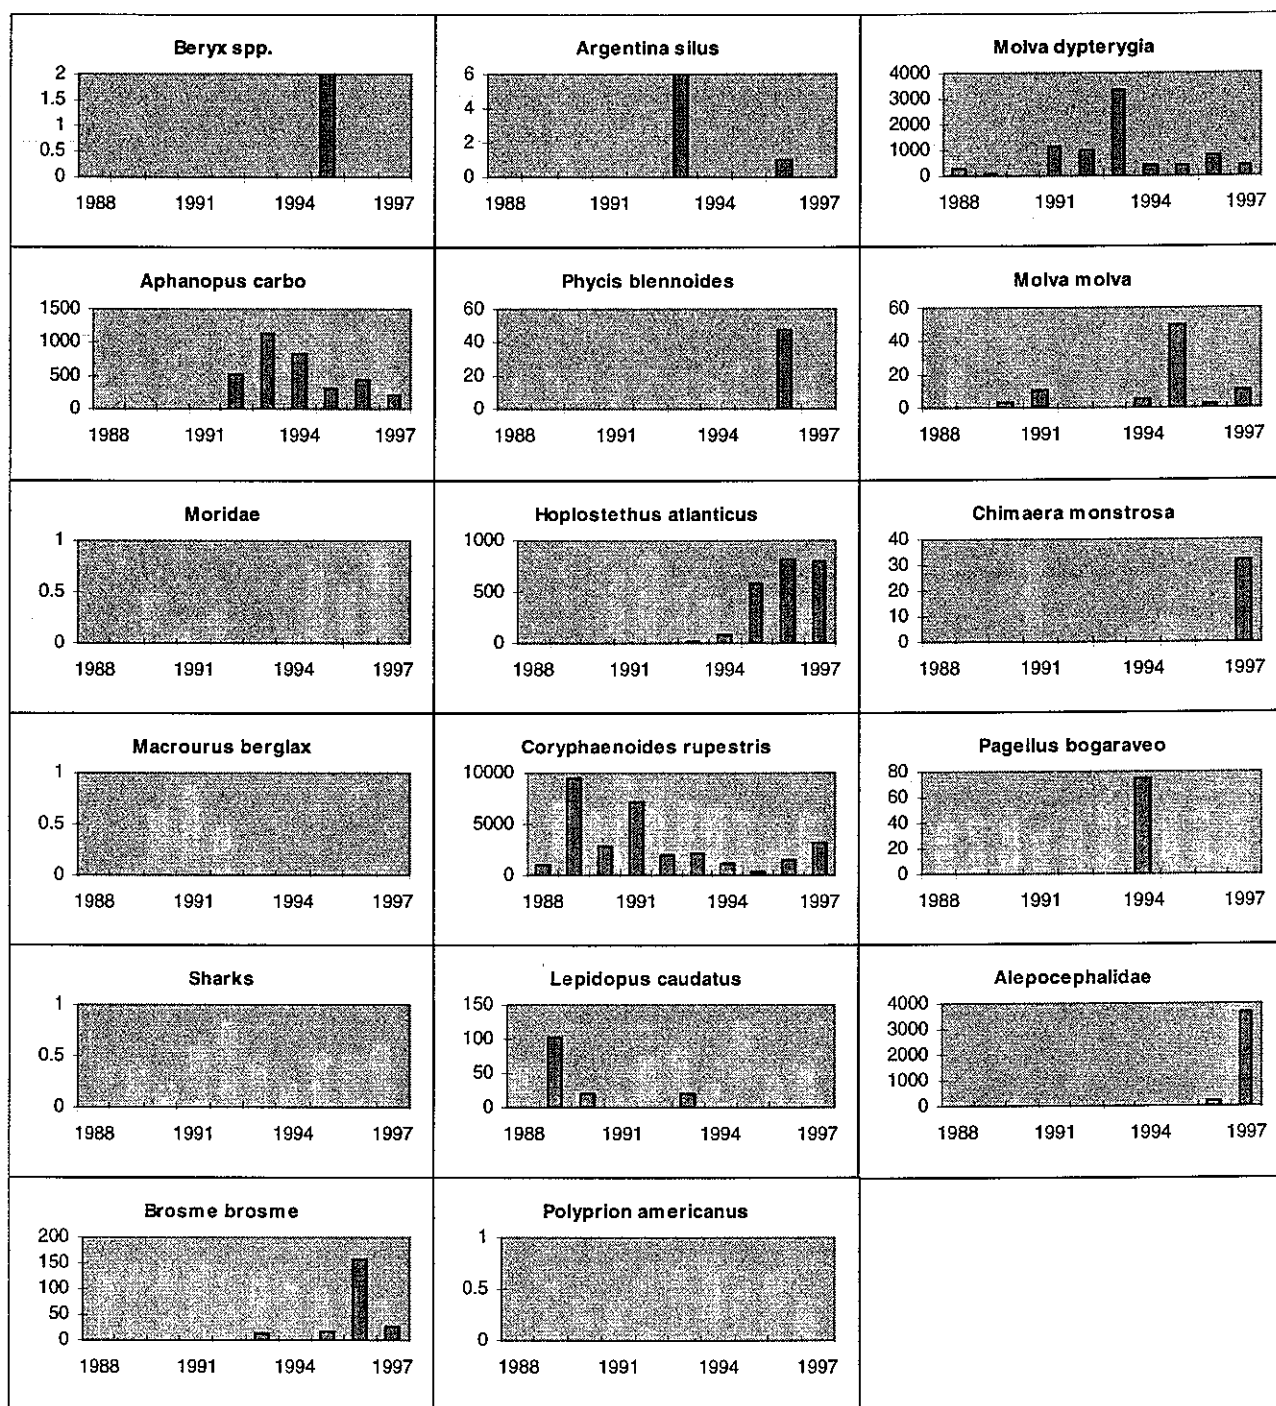 Beryx spp.
2
1.5
1
0.5
0
1988 1991 1994 1997
Argentina silus
6
4
2
0
1988 1991 1994 1997
Molva dypterygia
4000
3000
2000
1000
0
1988 1991 1994 1997
Aphanopus carbo
1500
1000
500
0
1988 1991 1994 1997
Phycis blennoides
60
40
20
0
1988 1991 1994 1997
Molva molva
60
40
20
0
1988 1991 1994 1997
Moridae
1
0.5
0
1988 1991 1994 1997
Hoplostethus atlanticus
1000
500
0
1988 1991 1994 1997
Chimaera monstrosa
40
30
20
10
0
1988 1991 1994 1997
Macrourus berglax
1
0.5
0
1988 1991 1994 1997
Coryphaenoides rupestris
10000
5000
0
1988 1991 1994 1997
Pagellus bogaraveo
80
60
40
20
0
1988 1991 1994 1997
Sharks
1
0.5
0
1988 1991 1994 1997
Lepidopus caudatus
150
100
50
0
1988 1991 1994 1997
Alepocephalidae
4000
3000
2000
1000
0
1988 1991 1994 1997
Brosme brosme
200
150
100
50
0
1988 1991 1994 1997
Polyprion americanus
1
0.5
0
1988 1991 1994 1997